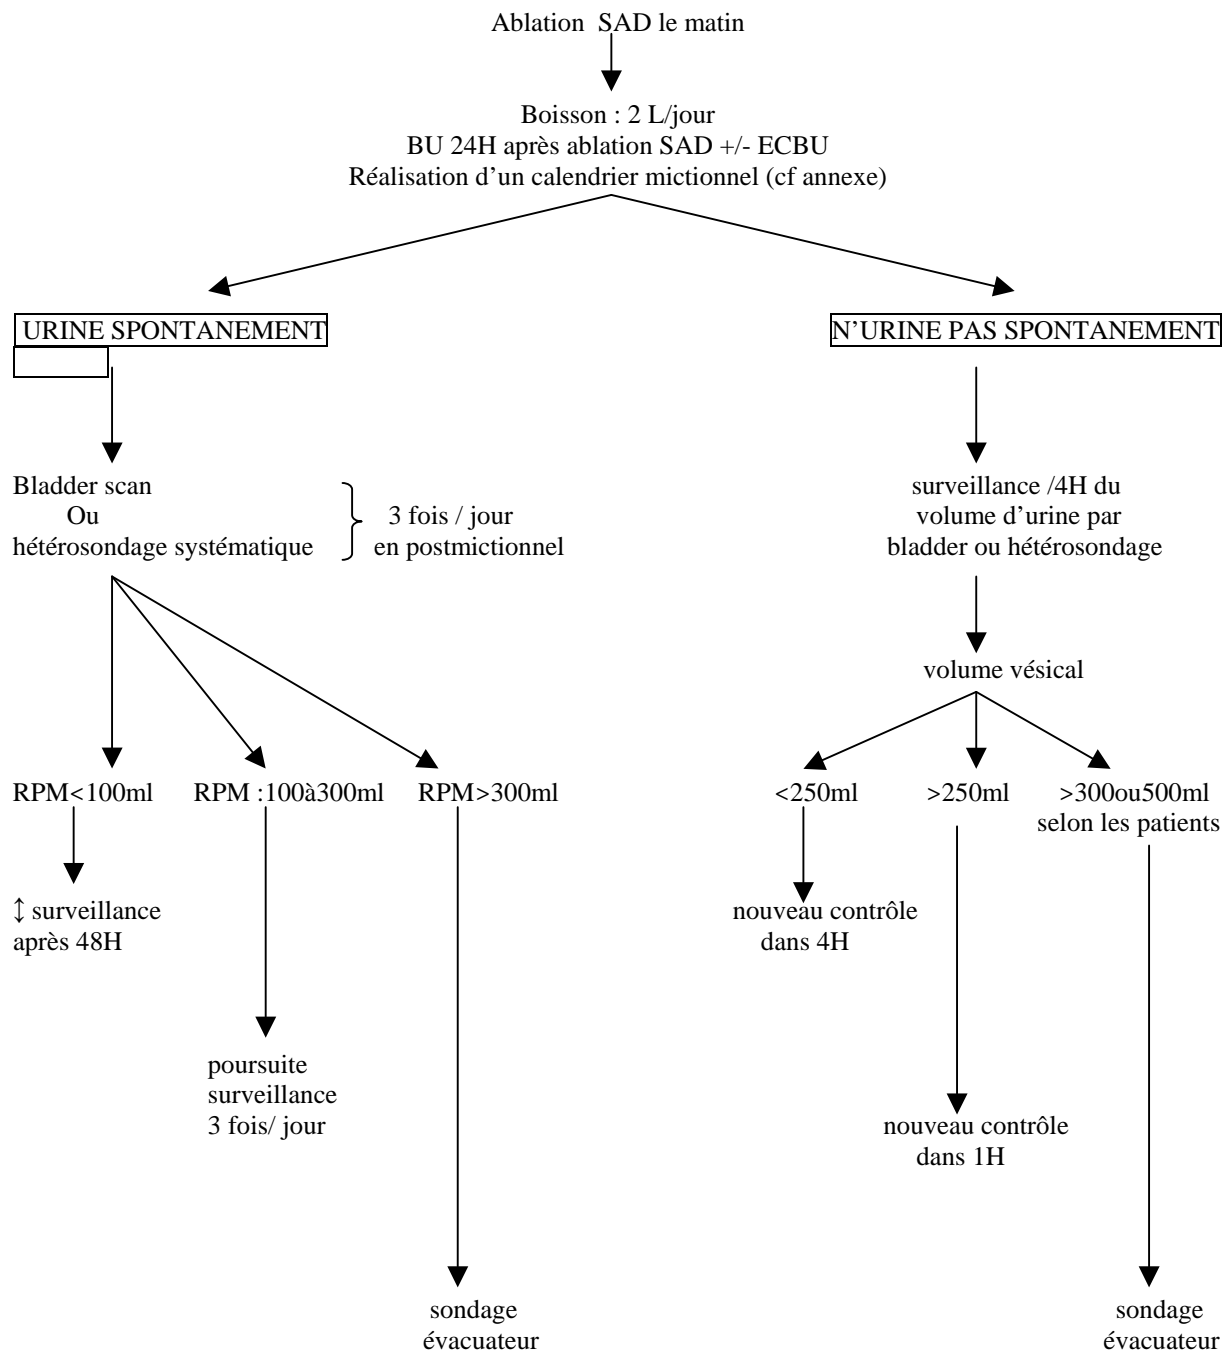 Ablation SAD le matin
Boisson : 2 L/jour
BU 24H après ablation SAD +/- ECBU
Réalisation d’un calendrier mictionnel (cf annexe)
URINE SPONTANEMENT
N’URINE PAS SPONTANEMENT
Bladder scan
Ou
hétérosondage systématique
3 fois / jour
en postmictionnel
surveillance /4H du
volume d’urine par
bladder ou hétérosondage
volume vésical
RPM<100ml
RPM :100à300ml
RPM>300ml
<250ml
>250ml
>300ou500ml
selon les patients
↕ surveillance
après 48H
nouveau contrôle
dans 4H
poursuite
surveillance
3 fois/ jour
nouveau contrôle
dans 1H
sondage
évacuateur
sondage
évacuateur